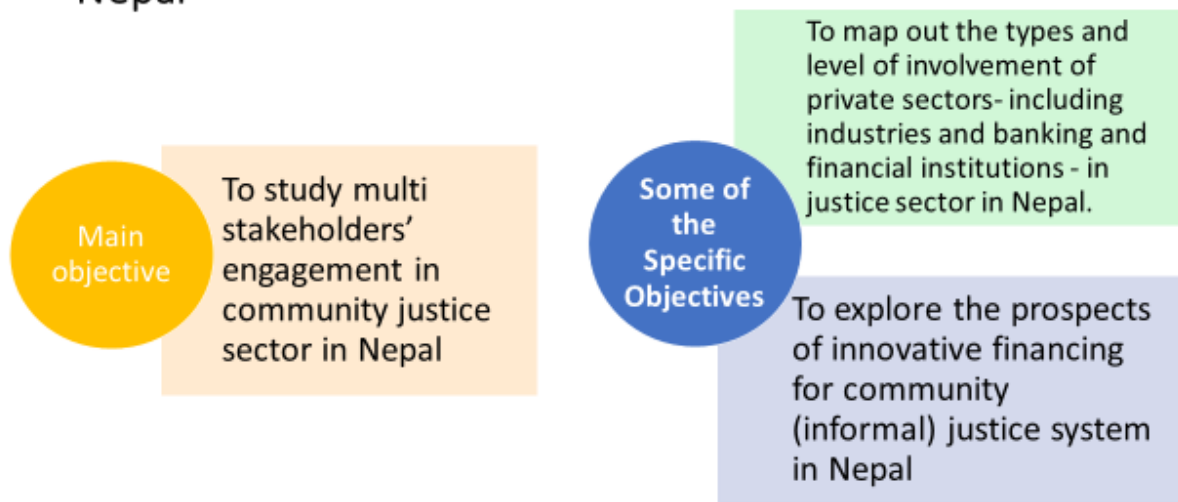 Nepal
Main
objective
To study multi
stakeholders’
engagement in
community justice
sector in Nepal
Some of
the
Specific
Objectives
To map out the types and
level of involvement of
private sectors- including
industries and banking and
financial institutions - in
justice sector in Nepal.
To explore the prospects
of innovative financing
for community
(informal) justice system
in Nepal